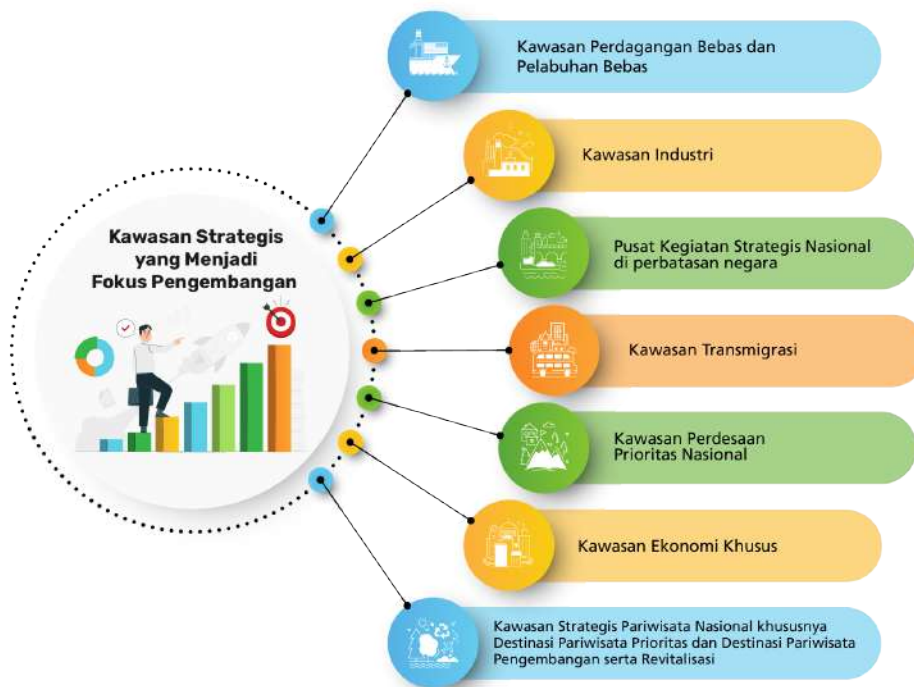 Kawasan Perdagangan Bebas dan
Pelabuhan Bebas
Kawasan Industri
Kawasan Strategis
yang Menjadi
Fokus Pengembangan
Pusat Kegiatan Strategis Nasional
di perbatasan negara
Kawasan Transmigrasi
Kawasan Perdesaan
Prioritas Nasional
Kawasan Ekonomi Khusus
Kawasan Strategis Pariwisata Nasional khususnya
Destinasi Pariwisata Prioritas dan Destinasi Pariwisata
Pengembangan serta Revitalisasi